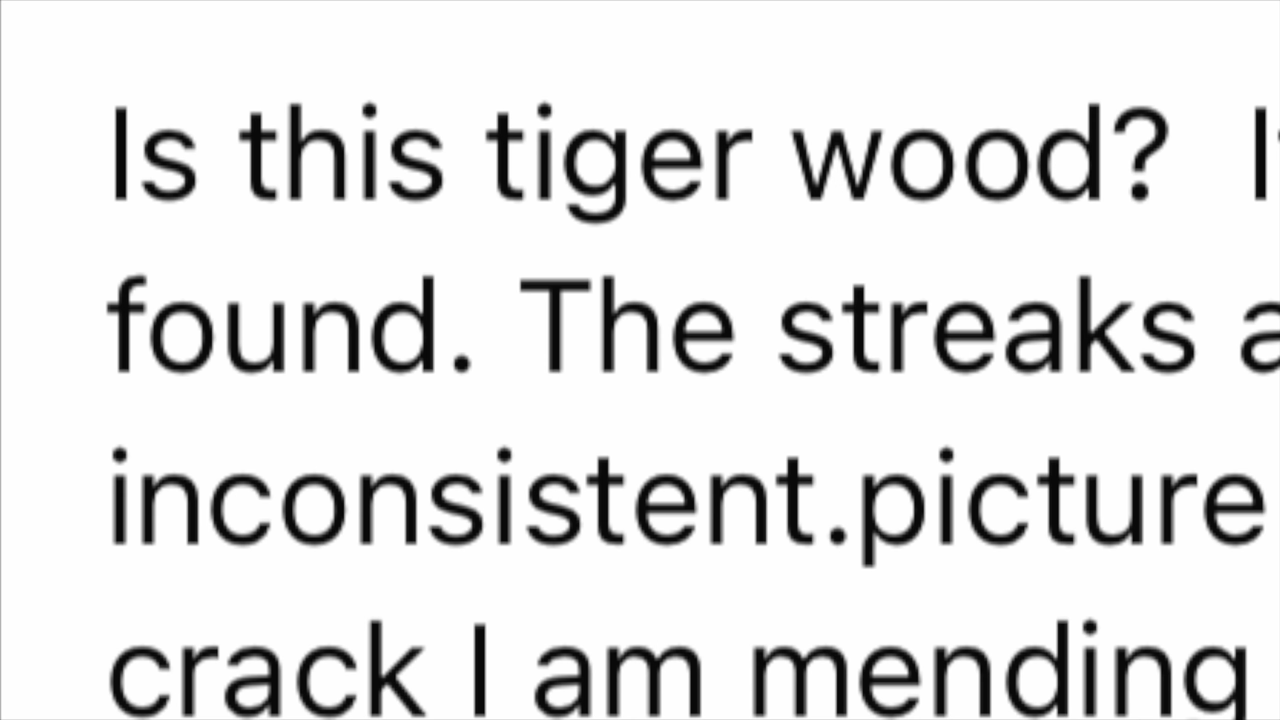 Is this tiger wood?  I
found. The streaks a
inconsistent.picture
crack I am mending